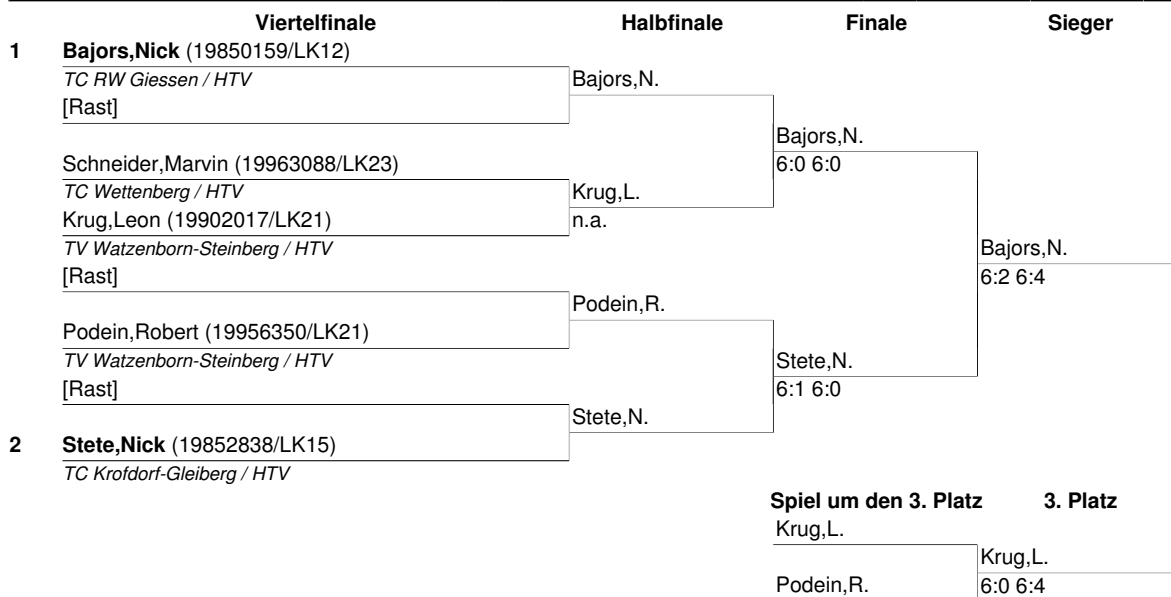 Viertelfinale Halbfinale Finale Sieger
1 Bajors,Nick (19850159/LK12)
TC RW Giessen / HTV Bajors,N.
[Rast]
Bajors,N.
Schneider,Marvin (19963088/LK23) 6:0 6:0
TC Wettenberg / HTV Krug,L.
Krug,Leon (19902017/LK21) n.a.
TV Watzenborn-Steinberg / HTV Bajors,N.
[Rast] 6:2 6:4
Podein,R.
Podein,Robert (19956350/LK21)
TV Watzenborn-Steinberg / HTV Stete,N.
[Rast] 6:1 6:0
Stete,N.
2 Stete,Nick (19852838/LK15)
TC Krofdorf-Gleiberg / HTV
Spiel um den 3. Platz 3. Platz
Krug,L.
Krug,L.
Podein,R. 6:0 6:4